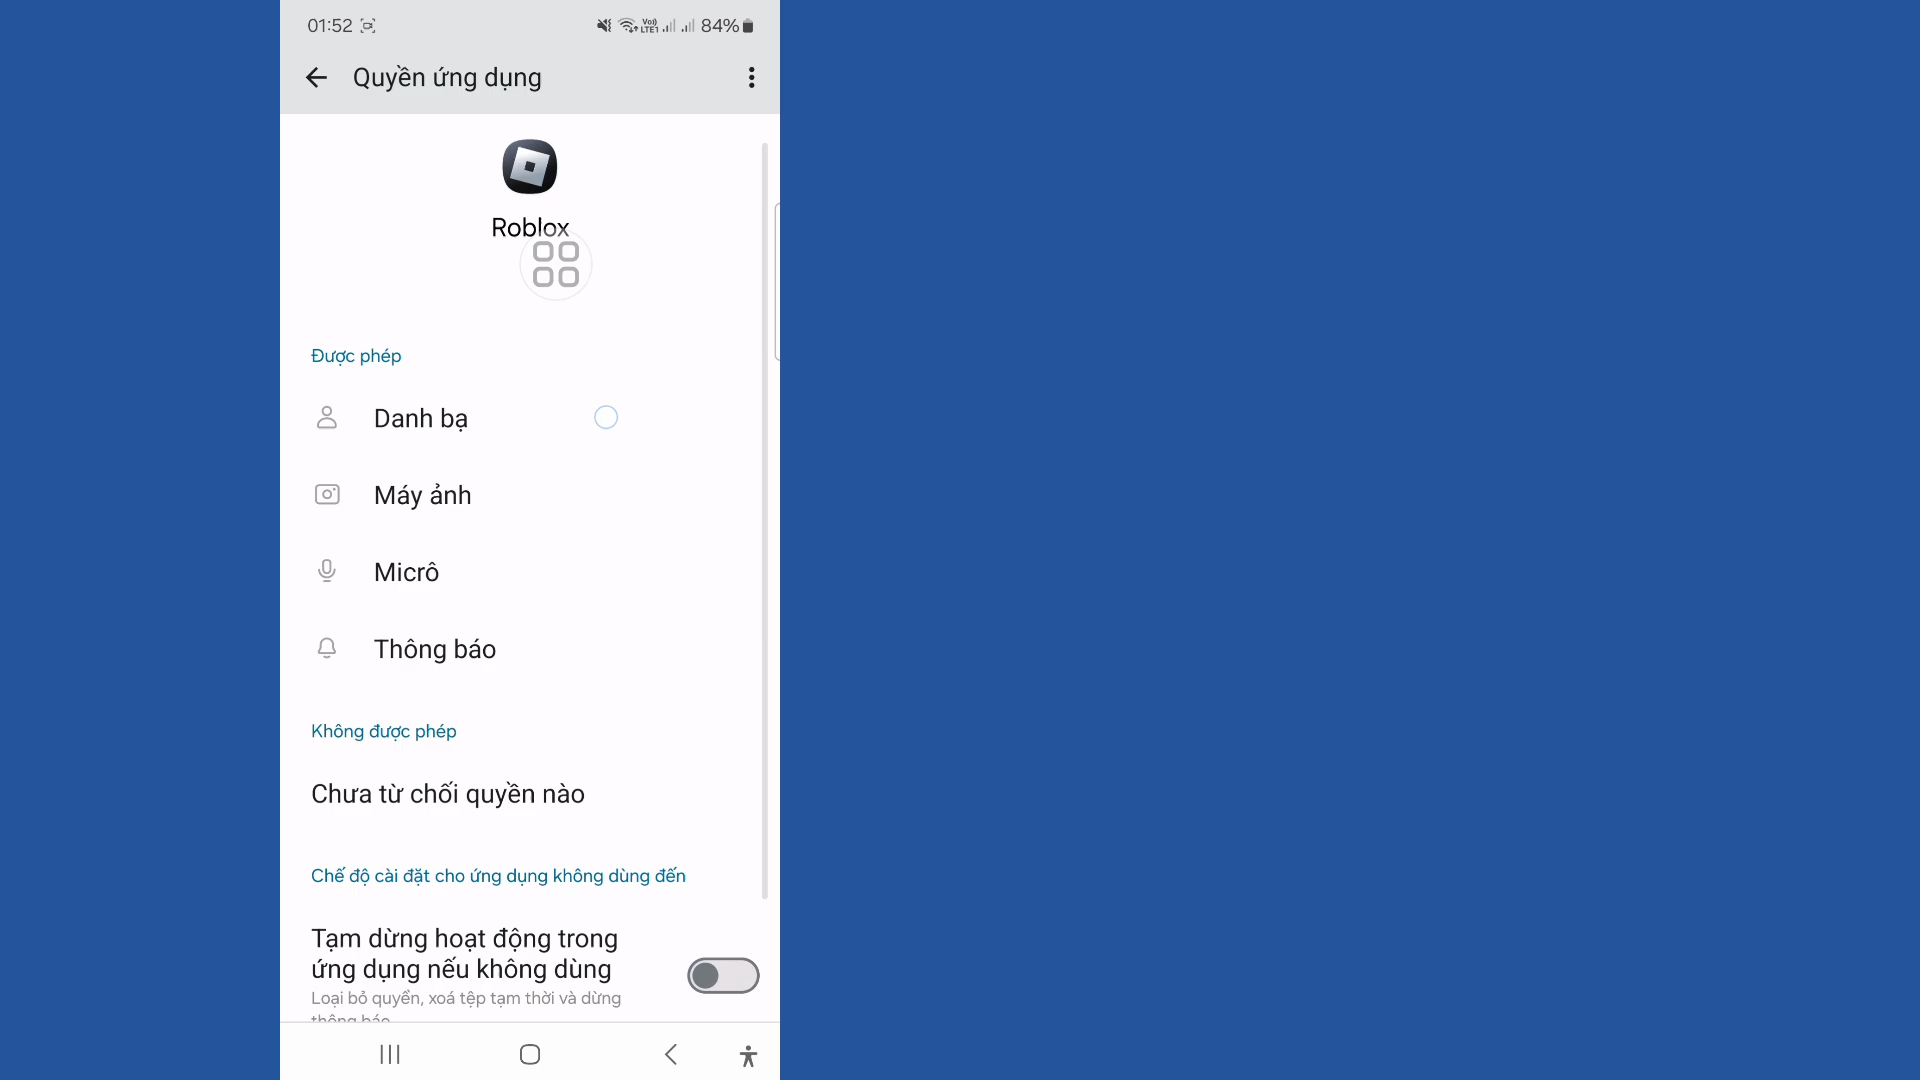 01:52
Vo))
LTE1
84%
Quyền ứng dụng
Roblox
Được phép
Danh bạ
Máy ảnh
Micrô
Thông báo
Không được phép
Chưa từ chối quyền nào
Chế độ cài đặt cho ứng dụng không dùng đến
Tạm dừng hoạt động trong
ứng dụng nếu không dùng
Loại bỏ quyền, xoá tệp tạm thời và dừng
thông báo